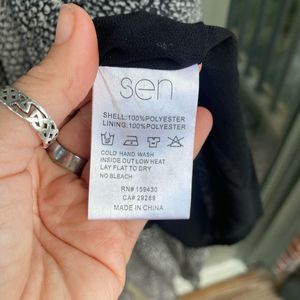 sen
SHELL:100%POLYESTER
LINING:100%POLYESTER
COLD HAND WASH
INSIDE OUT LOW HEAT
LAY FLAT TO DRY
NO BLEACH
RN# 159430
CA# 29268
MADE IN CHINA